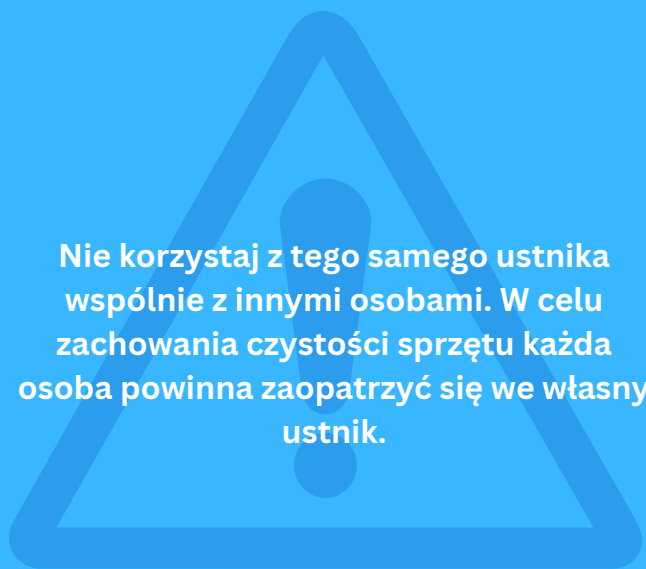 Nie korzystaj z tego samego ustnika
wspólnie z innymi osobami. W celu
zachowania czystości sprzętu każda
osoba powinna zaopatrzyć się we własny
ustnik.